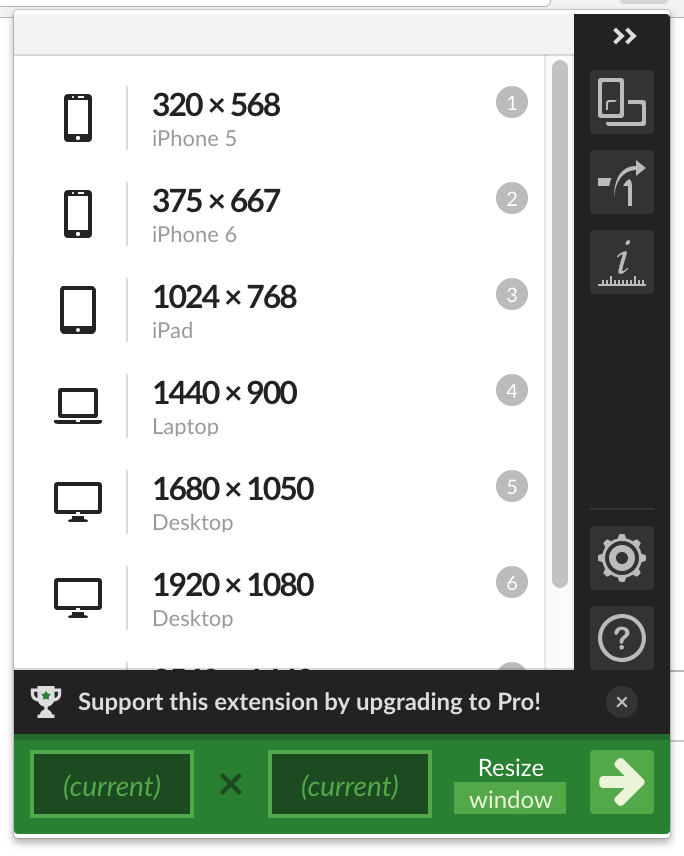 320 × 568
iPhone 5
1
375 × 667
iPhone 6
2
1024 × 768
iPad
3
1440 × 900
Laptop
4
1680 × 1050
Desktop
5
1920 × 1080
Desktop
6
Support this extension by upgrading to Pro!
(current)
×
(current)
Resize
window